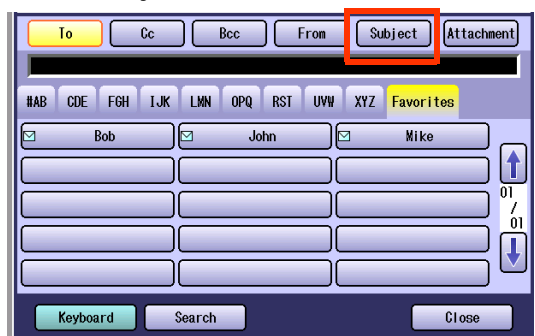 To Cc Bcc From Subject Attachment
#AB CDE FGH IJK LMN OPQ RST UVW XYZ Favorites
Bob John Mike
01
/
01
Keyboard Search Close